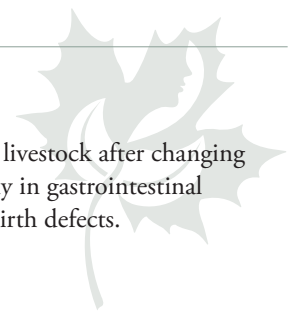 livestock after changing
y in gastrointestinal
irth defects.